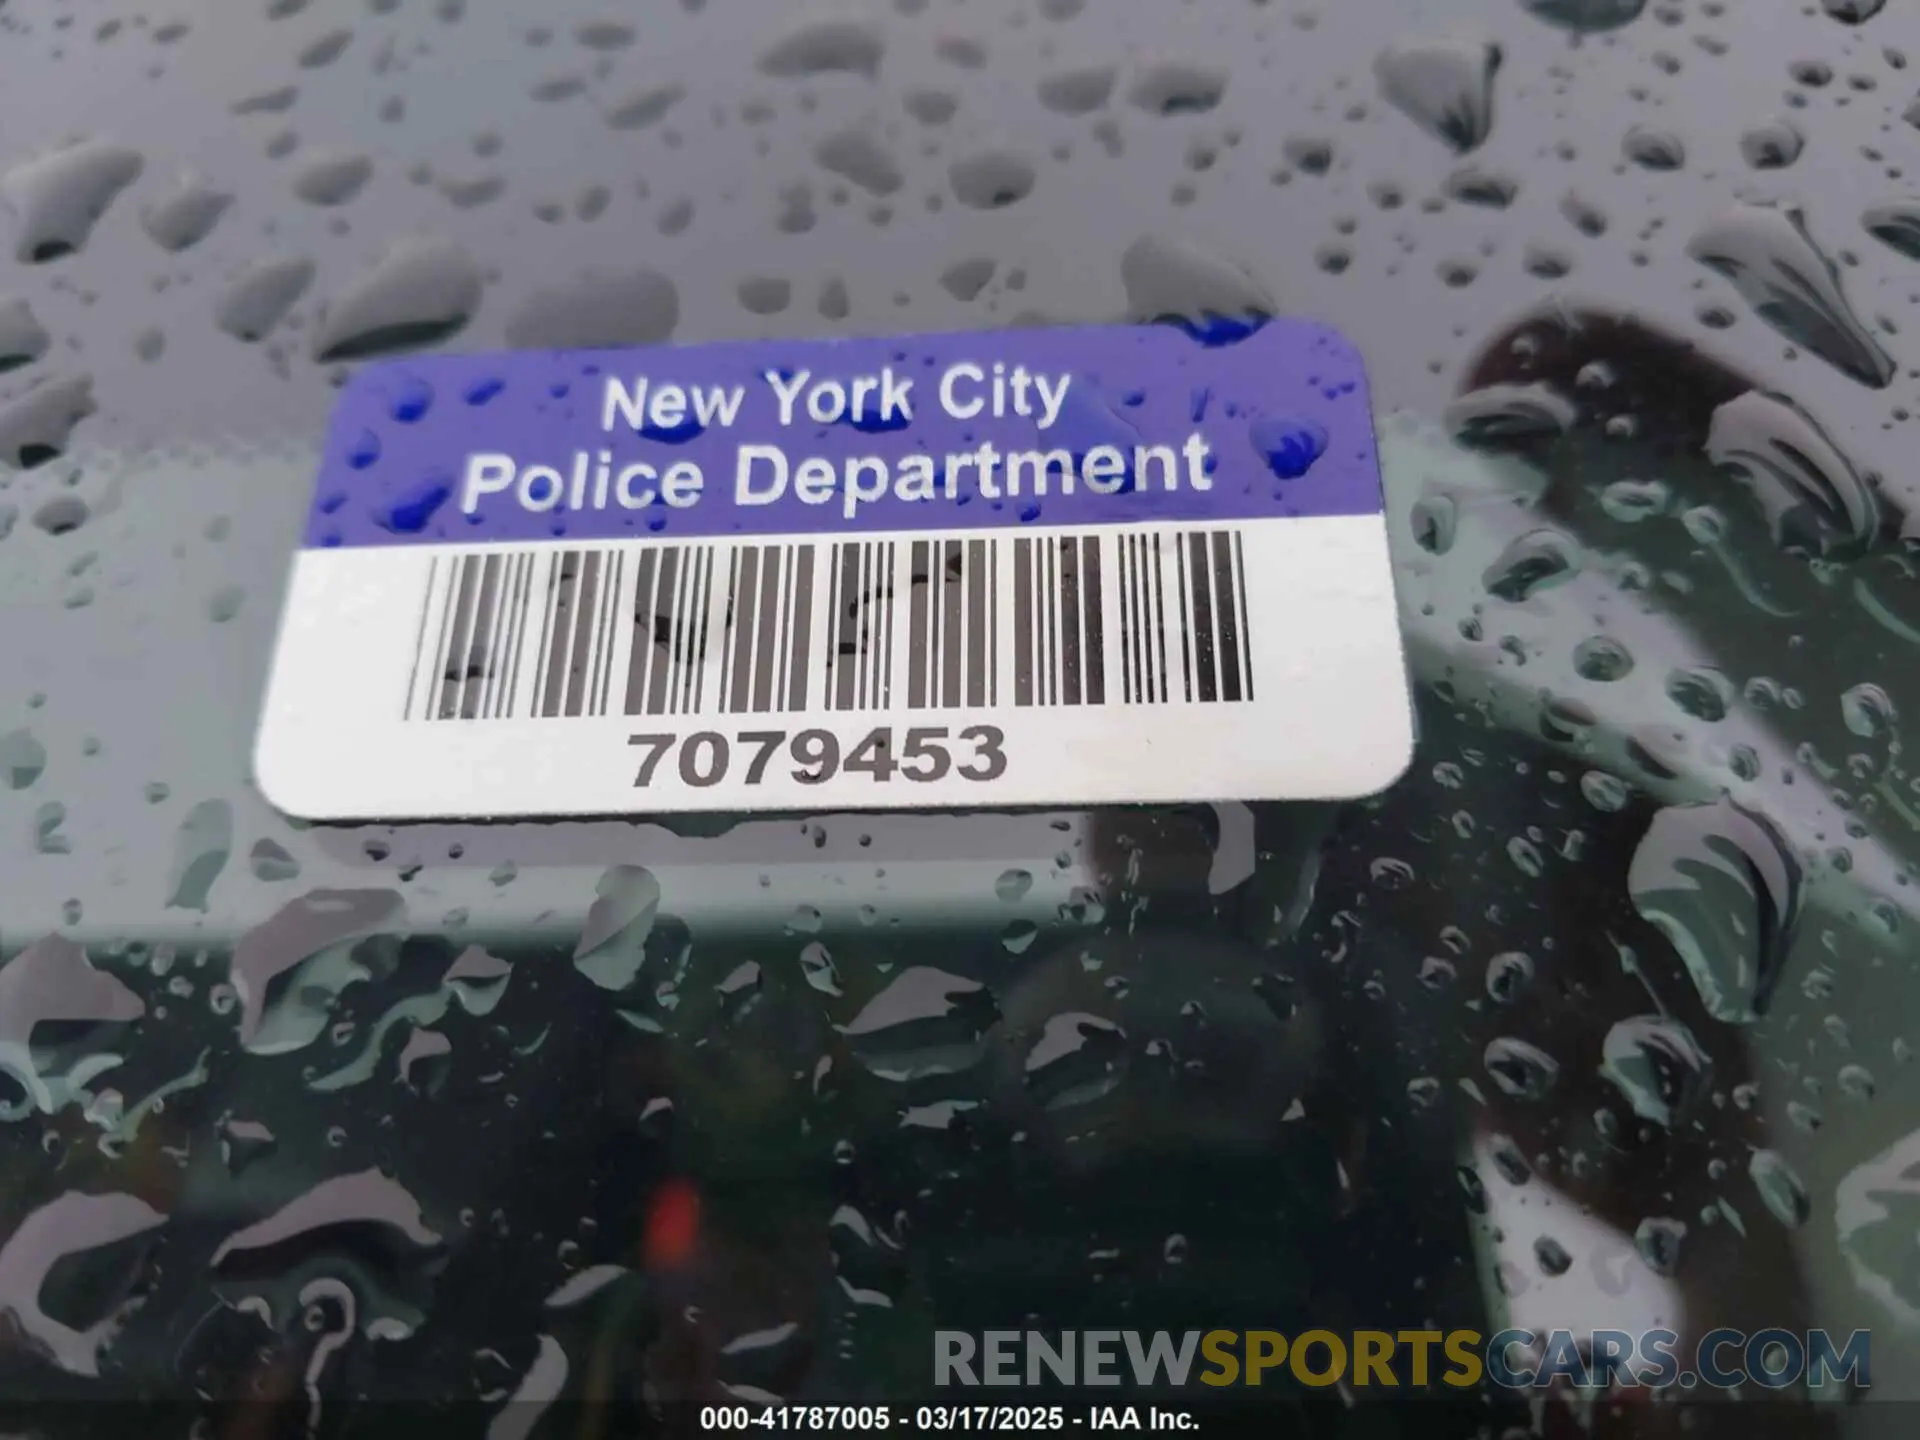 New York City
Police Department
7079453
RENEWSPORTSCARS.COM
000-41787005 - 03/17/2025 - IAA Inc.